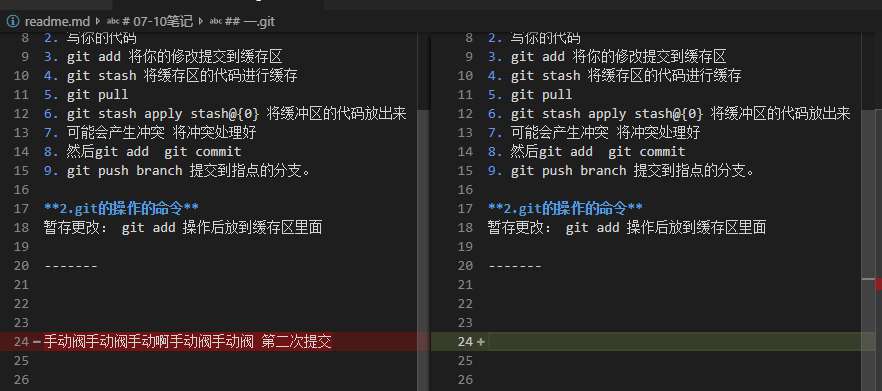 readme.md > abc # 07-10笔记 > abc ## 一.git
8 2. 写你的代码
9 3. git add 将你的修改提交到缓存区
10 4. git stash 将缓存区的代码进行缓存
11 5. git pull
12 6. git stash apply stash@{0} 将缓冲区的代码放出来
13 7. 可能会产生冲突 将冲突处理好
14 8. 然后git add  git commit
15 9. git push branch 提交到指点的分支。
16
17 **2.git的操作的命令**
18 暂存更改： git add 操作后放到缓存区里面
19
20 -------
21
22
23
24 — 手动阀手动阀手动啊手动阀手动阀 第二次提交
25
26
8 2. 写你的代码
9 3. git add 将你的修改提交到缓存区
10 4. git stash 将缓存区的代码进行缓存
11 5. git pull
12 6. git stash apply stash@{0} 将缓冲区的代码放出来
13 7. 可能会产生冲突 将冲突处理好
14 8. 然后git add  git commit
15 9. git push branch 提交到指点的分支。
16
17 **2.git的操作的命令**
18 暂存更改： git add 操作后放到缓存区里面
19
20 -------
21
22
23
24 +
25
26